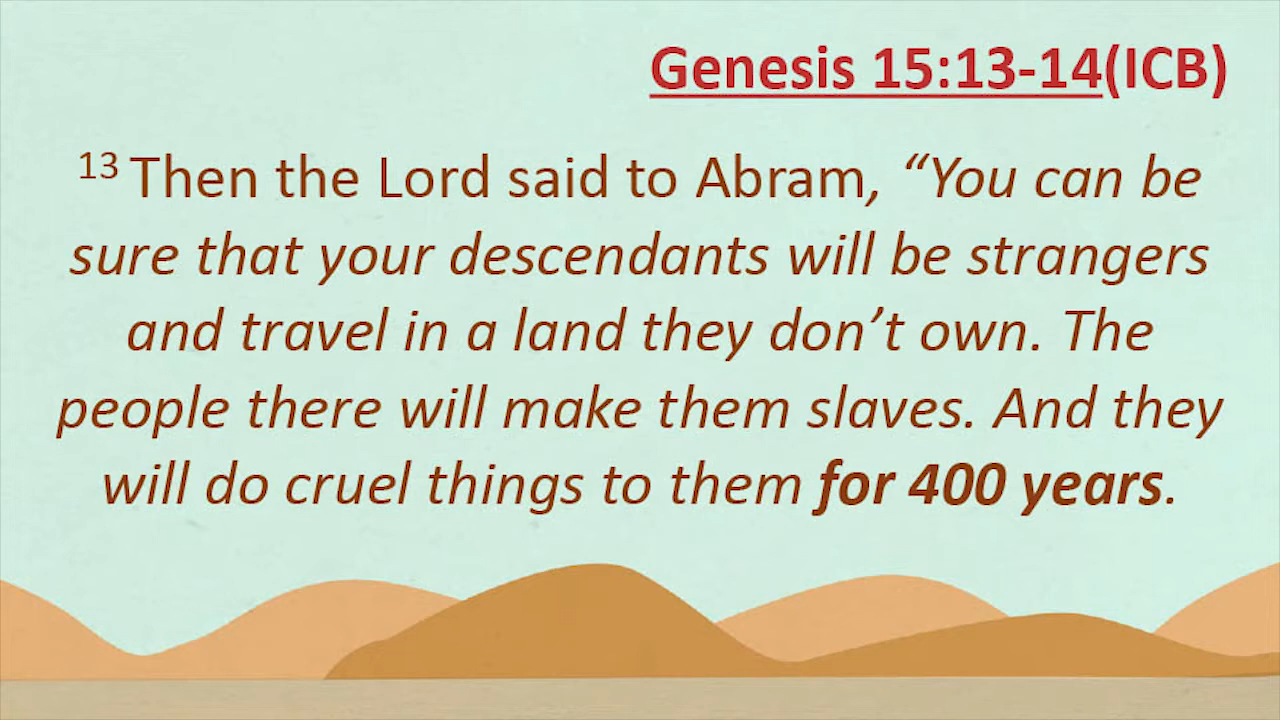 Genesis 15:13-14(ICB)
13 Then the Lord said to Abram, “You can be
sure that your descendants will be strangers
and travel in a land they don’t own. The
people there will make them slaves. And they
will do cruel things to them for 400 years.